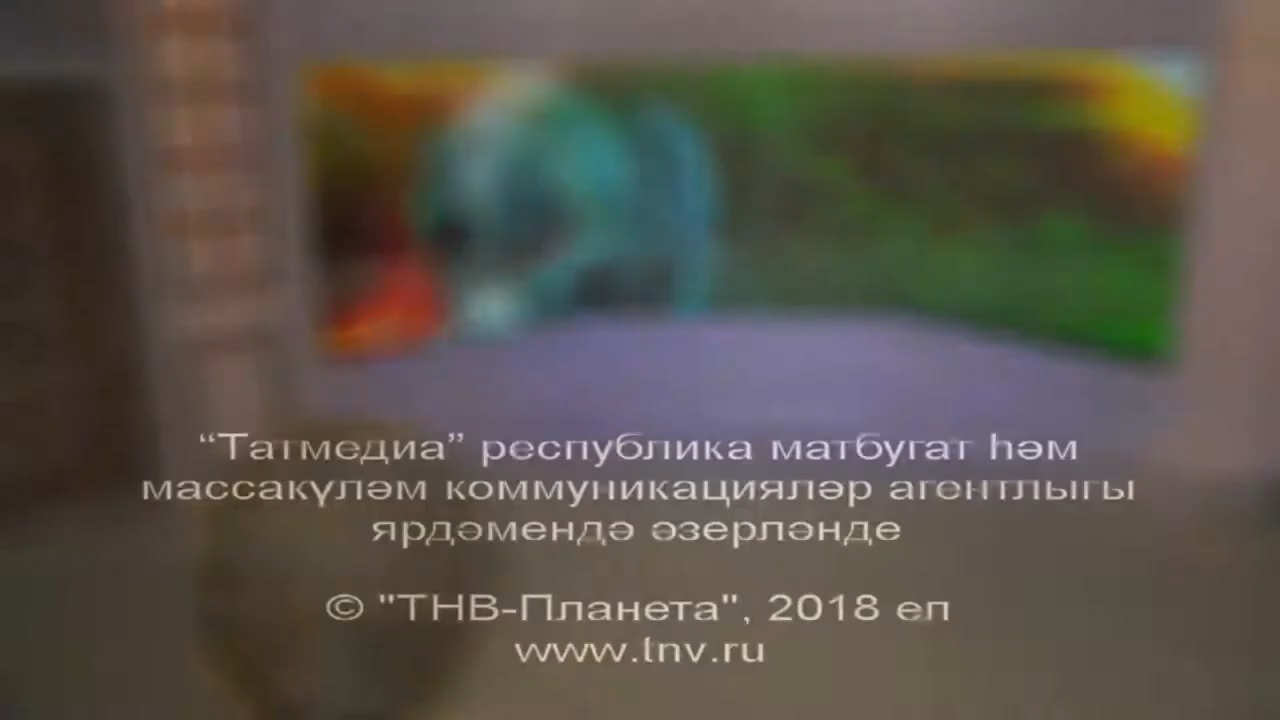 “Татмедиа” республика матбугат һәм
массакүләм коммуникацияләр агентлыгы
ярдәмендә әзерләнде
© "ТНВ-Планета", 2018 ел
www.tnv.ru